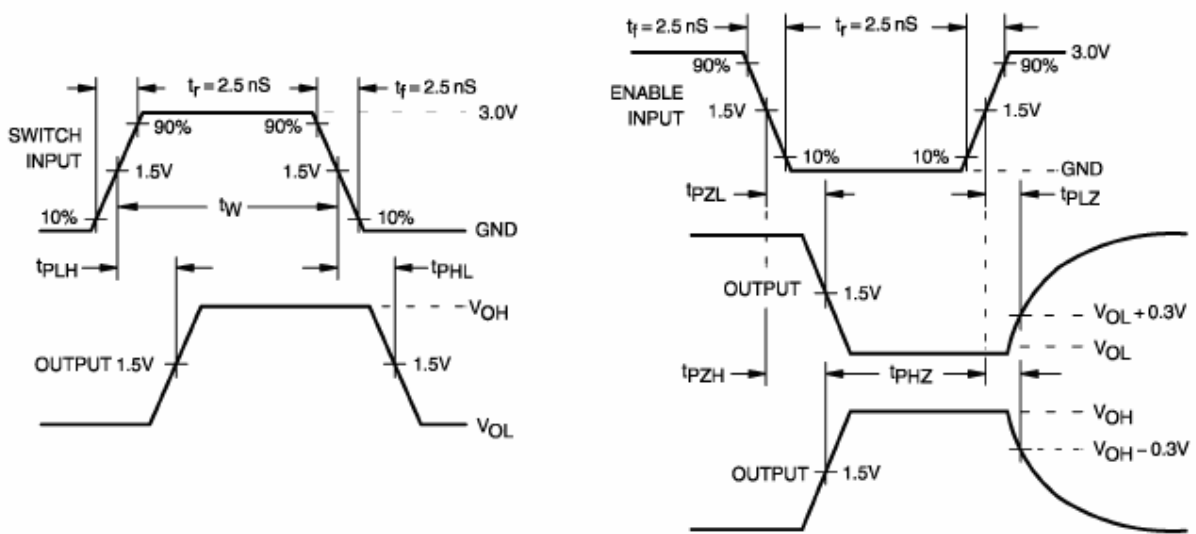 tr = 2.5 nS
tf = 2.5 nS
3.0V
SWITCH
INPUT
90%
90%
1.5V
1.5V
10%
tW
10%
GND
tPLH
tPHL
VOH
OUTPUT 1.5V
1.5V
VOL
tf = 2.5 nS
tr = 2.5 nS
3.0V
90%
90%
ENABLE
INPUT
1.5V
1.5V
10%
10%
GND
tPZL
tPLZ
OUTPUT
1.5V
VOL + 0.3V
VOL
tPZH
tPHZ
VOH
VOH – 0.3V
OUTPUT
1.5V